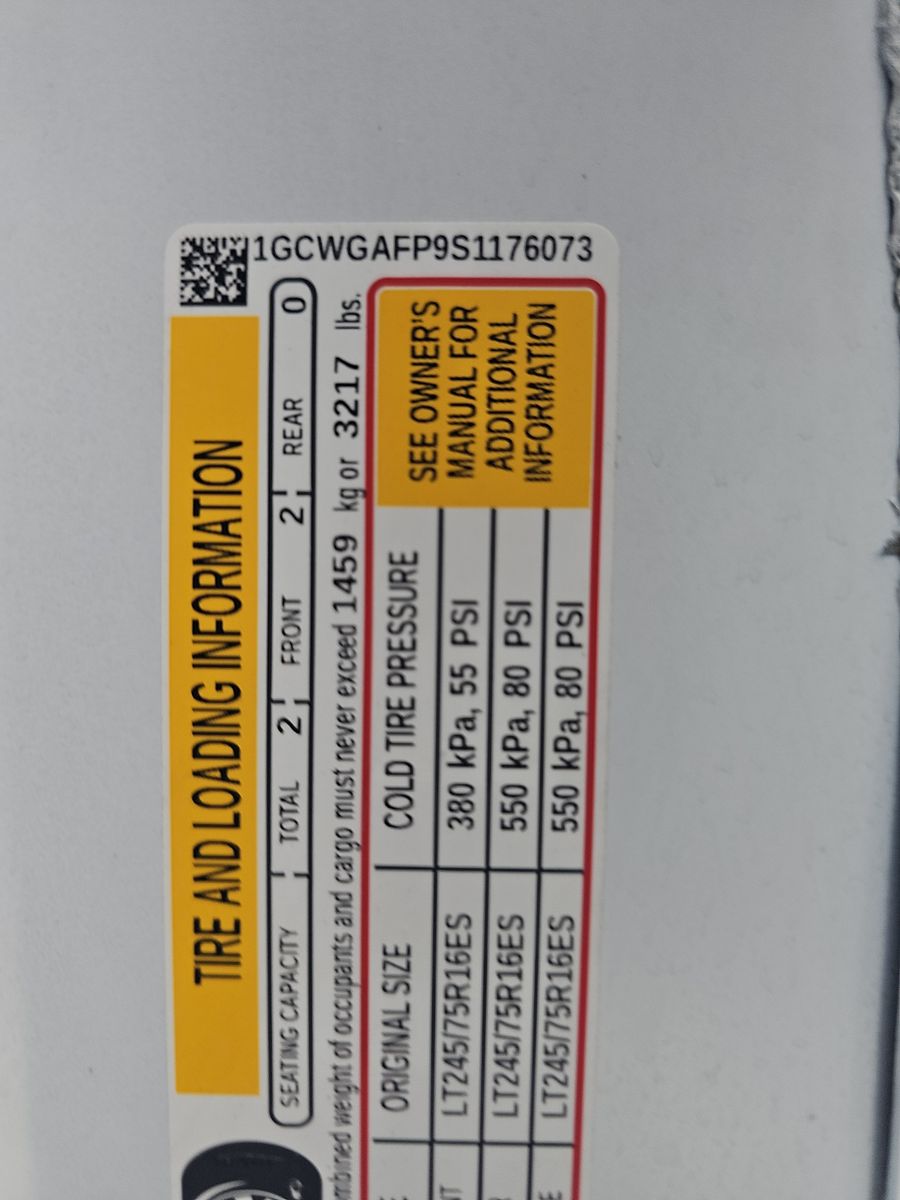 1GCWGAFP9S1176073
TIRE AND LOADING INFORMATION
SEATING CAPACITY TOTAL 2 FRONT 2 REAR 0
weight of occupants and cargo must never exceed 1459 kg or 3217 lbs.
ORIGINAL SIZE COLD TIRE PRESSURE
LT245/75R16ES 380 kPa, 55 PSI
LT245/75R16ES 550 kPa, 80 PSI
LT245/75R16ES 550 kPa, 80 PSI
SEE OWNER'S
MANUAL FOR
ADDITIONAL
INFORMATION